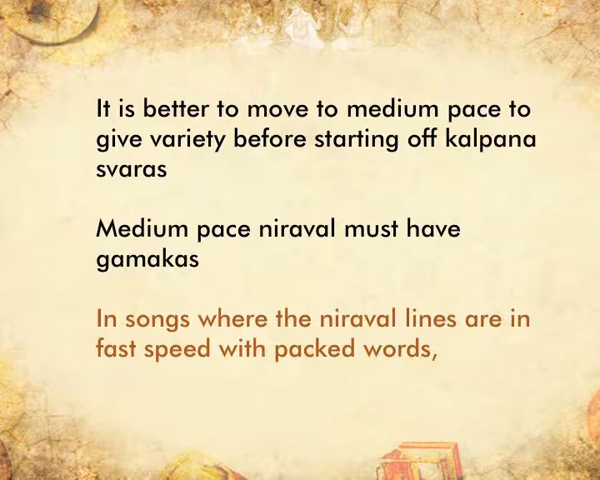 It is better to move to medium pace to
give variety before starting off kalpana
svaras
Medium pace niraval must have
gamakas
In songs where the niraval lines are in
fast speed with packed words,